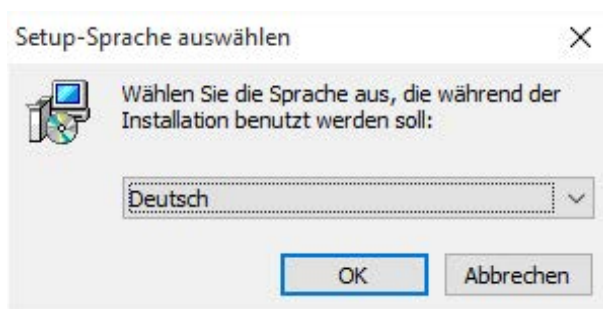 Setup-Sprache auswählen
Wählen Sie die Sprache aus, die während der
Installation benutzt werden soll:
Deutsch
OK Abbrechen